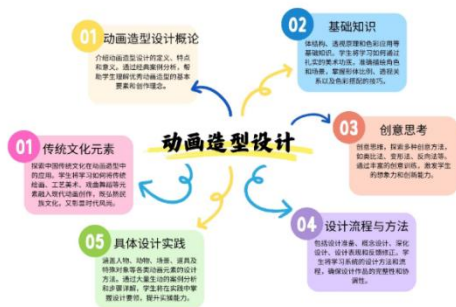 01
动画造型设计概论
介绍动画造型设计的定义、特点
和意义。通过经典案例分析，帮
助学生理解优秀动画造型的基本
要素和创作理念。
02
基础知识
体结构、透视原理和色彩应用等
基础知识，学生将学习如何通过
扎实的美术功底，准确描绘角色
和场景，掌握形体比例、透视关
系以及色彩搭配的技巧。
动画造型设计
01
传统文化元素
探索中国传统文化在动画造型中
的应用。学生将学习如何将传统
绘画、工艺美术、戏曲舞蹈等元
素融入现代动画创作，既弘扬民
族文化，又彰显时代风尚。
03
创意思考
创意思维，探索多种创意方法，
如类比法、变形法、反向法等。
通过丰富的创意训练，激发学生
的想象力和创新能力。
04
设计流程与方法
包括设计准备、概念设计、深化
设计、设计表现和反馈修正。学
生将学习系统的设计方法和流
程，确保设计作品的完整性和协
调性。
05
具体设计实践
涵盖人物、动物、场景、道具及
特殊对象等各类动画元素的设计
方法。通过大量生动的案例分析
和步骤详解，学生将在实践中掌
握设计要领，提升实操能力。